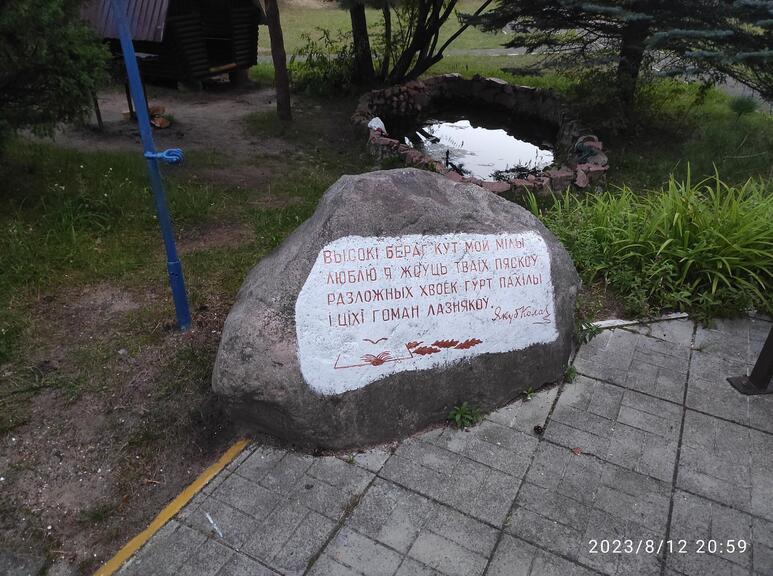 ВЫСОКІ БЕРАГ КУТ МОЙ МІЛЫ
ЛЮБЛЮ Я ЖОЎЦЬ ТВАІХ ПЯСКОЎ
РАЗЛОЖНЫХ ХВОЕК ГУРТ ПАХІЛЫ
І ЦІХІ ГОМАН ЛАЗНЯКОЎ.
Якуб Колас
2023/8/12 20:59